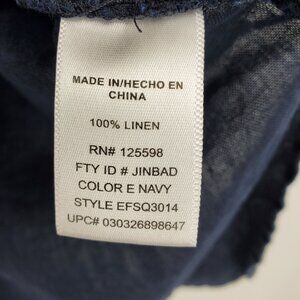 MADE IN/HECHO EN
CHINA
100% LINEN
RN# 125598
FTY ID # JINBAD
COLOR E NAVY
STYLE EFSQ3014
UPC# 030326898647